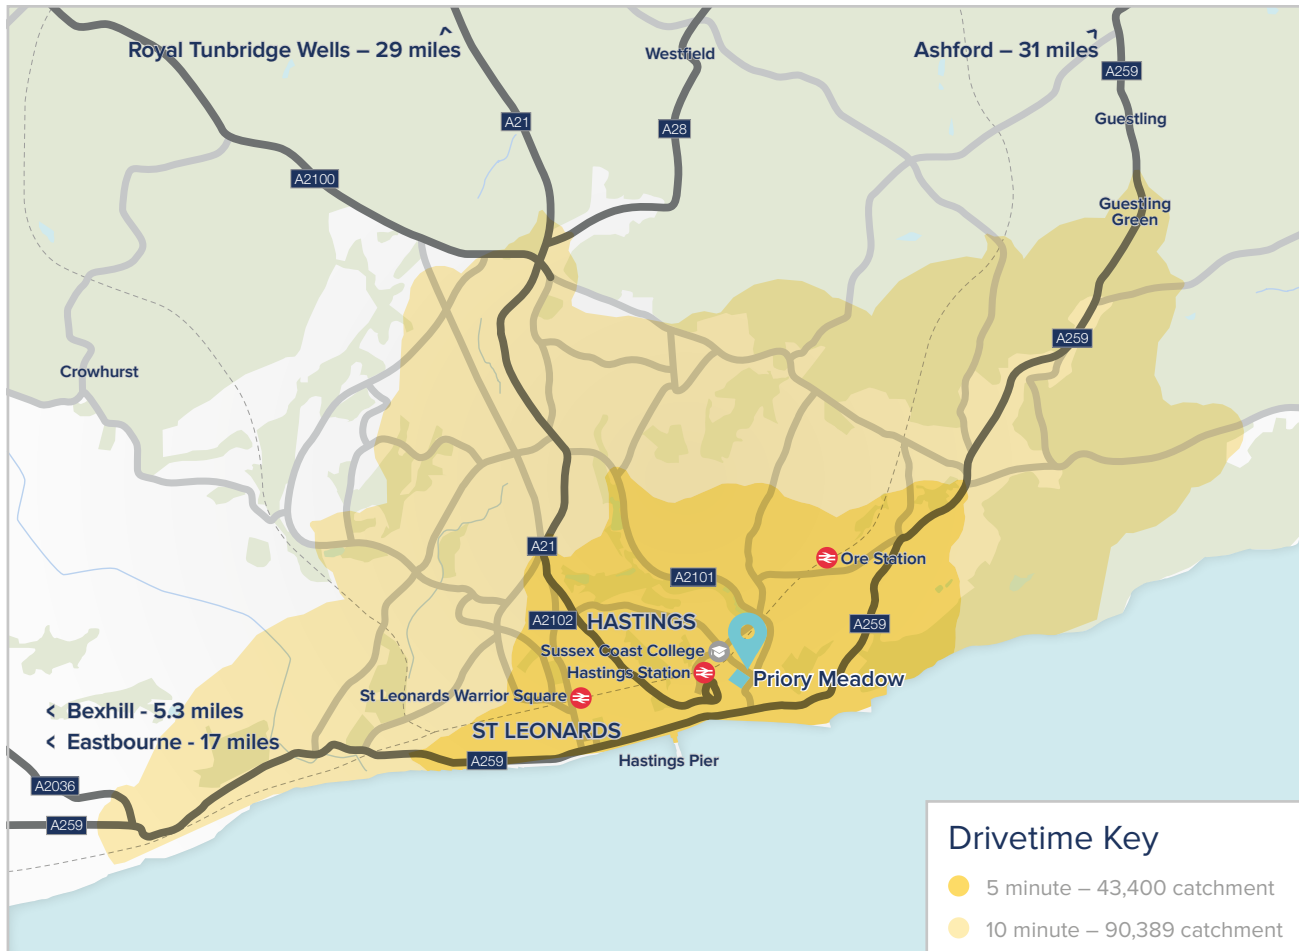 Royal Tunbridge Wells – 29 miles
Westfield
Ashford – 31 miles
A259
A21
A28
Guestling
A2100
Guestling
Green
A259
Crowhurst
A21
Ore Station
A2101
A2102
HASTINGS
A259
Sussex Coast College
Hastings Station
Priory Meadow
St Leonards Warrior Square
< Bexhill - 5.3 miles
ST LEONARDS
< Eastbourne - 17 miles
A259
Hastings Pier
A2036
A259
Drivetime Key
5 minute – 43,400 catchment
10 minute – 90,389 catchment